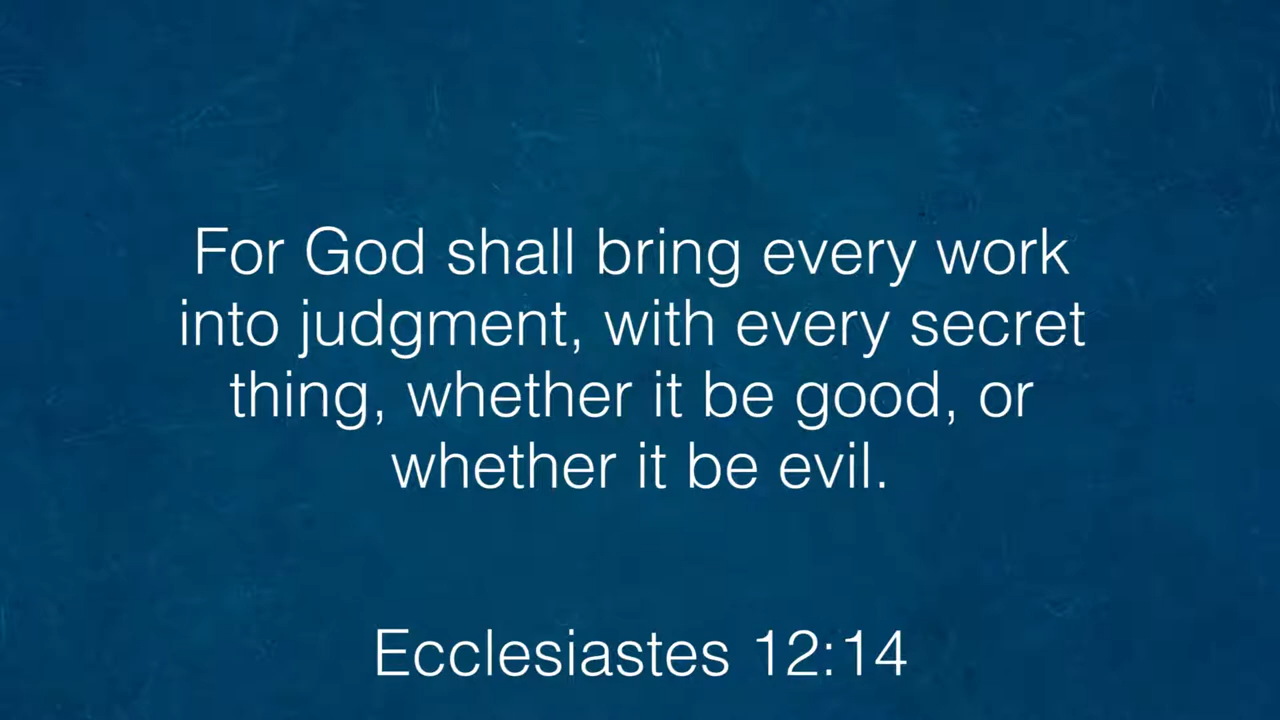 For God shall bring every work
into judgment, with every secret
thing, whether it be good, or
whether it be evil.
Ecclesiastes 12:14